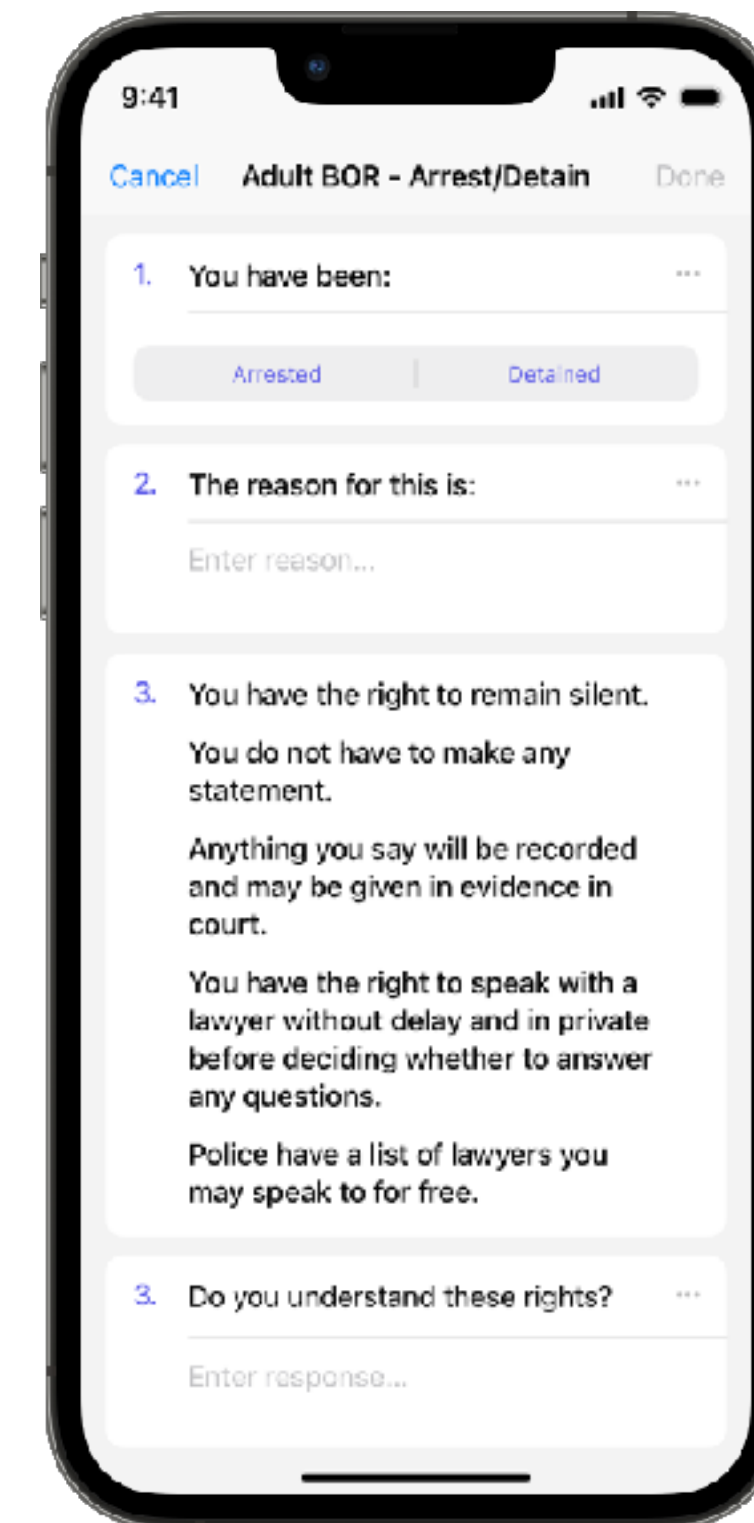 9:41
Cancel Adult BOR - Arrest/Detain Done
1. You have been:
Arrested Detained
2. The reason for this is:
Enter reason...
3. You have the right to remain silent.
You do not have to make any
statement.
Anything you say will be recorded
and may be given in evidence in
court.
You have the right to speak with a
lawyer without delay and in private
before deciding whether to answer
any questions.
Police have a list of lawyers you
may speak to for free.
3. Do you understand these rights?
Enter response...